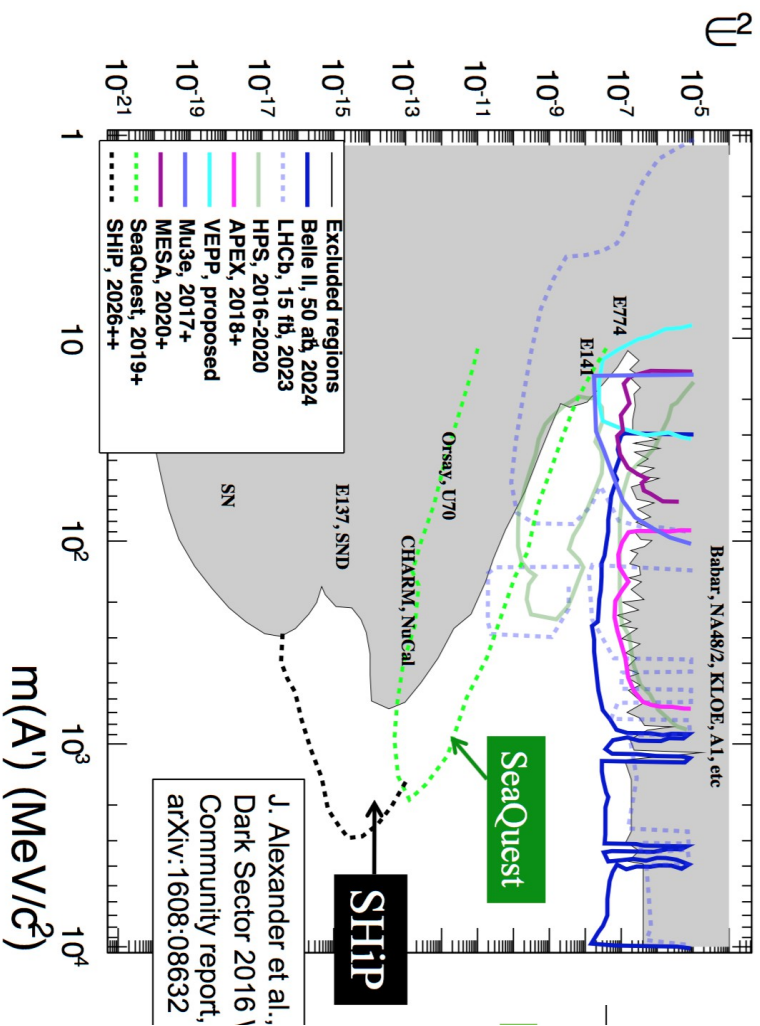 ϵ²
10⁻⁵
10⁻⁷
10⁻⁹
10⁻¹¹
10⁻¹³
10⁻¹⁵
10⁻¹⁷
10⁻¹⁹
10⁻²¹
1
10
10²
10³
10⁴
m(A') (MeV/c²)
Babar, NA48/2, KLOE, A1, etc
E774
E141
Orsay, U70
CHARM, NuCal
E137, SND
SN
SeaQuest
SHiP
Excluded regions
Belle II, 50 ab, 2024
LHCb, 15 fb, 2023
HPS, 2016-2020
APEX, 2018+
VEPP, proposed
Mu3e, 2017+
MESA, 2020+
SeaQuest, 2019+
SHiP, 2026++
J. Alexander et al.,
Dark Sector 2016
Community report,
arXiv:1608:08632